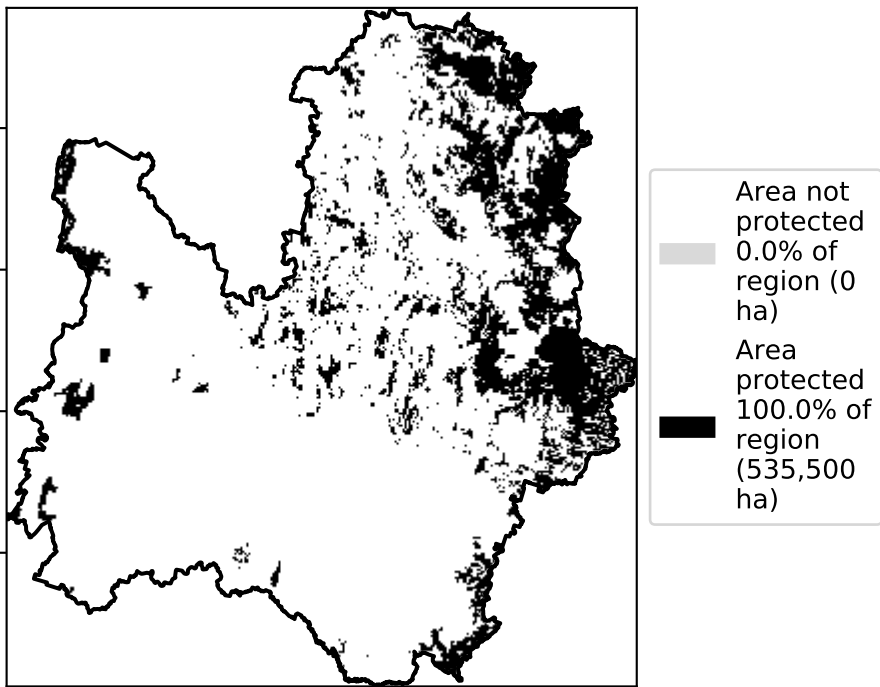 Area not
protected
0.0% of
region (0
ha)
Area
protected
100.0% of
region
(535,500
ha)